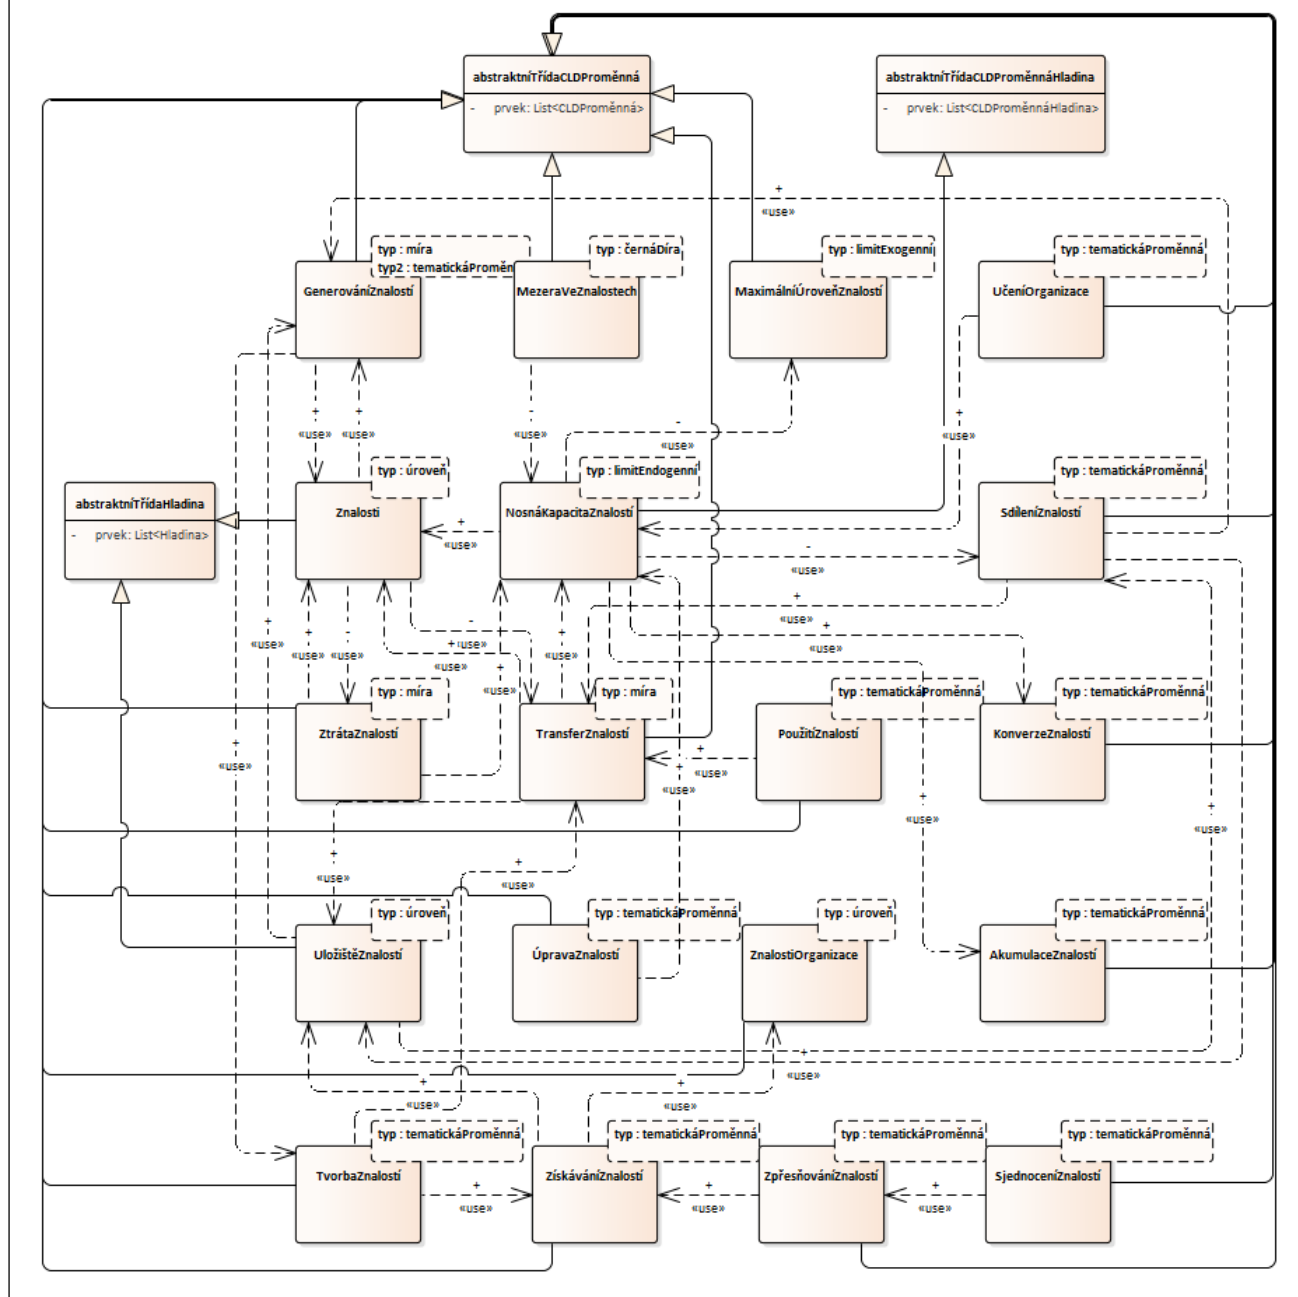 abstraktníTřídaCLDProměnná
- prvek: List<CLDProměnná>
abstraktníTřídaCLDProměnnáHladina
- prvek: List<CLDProměnnáHladina>
+
«use»
typ : míra
typ2 : tematickáProměn
GenerováníZnalostí
typ : černáDíra
MezeraVeZnalostech
typ : limitExogenní
MaximálníÚroveňZnalostí
typ : tematickáProměnná
UčeníOrganizace
+
«use»
+
«use»
-
«use»
-
«use»
+
«use»
abstraktníTřídaHladina
- prvek: List<Hladina>
typ : úroveň
Znalosti
typ : limitEndogenní
NosnáKapacitaZnalostí
typ : tematickáProměnná
SdíleníZnalostí
+
«use»
-
«use»
+
«use»
+
«use»
-
«use»
-
«use»
+
«use»
+
«use»
+
«use»
+
«use»
+
«use»
typ : míra
ZtrátaZnalostí
typ : míra
TransferZnalostí
typ : tematickáProměnná
PoužitíZnalostí
typ : tematickáProměnná
KonverzeZnalostí
+
«use»
+
«use»
+
«use»
+
«use»
+
«use»
+
«use»
+
«use»
typ : úroveň
UložištěZnalostí
typ : tematickáProměnná
ÚpravaZnalostí
typ : úroveň
ZnalostiOrganizace
typ : tematickáProměnná
AkumulaceZnalostí
+
«use»
+
«use»
+
«use»
typ : tematickáProměnná
TvorbaZnalostí
typ : tematickáProměnná
ZískáváníZnalostí
typ : tematickáProměnná
ZpřesňováníZnalostí
typ : tematickáProměnná
SjednoceníZnalostí
+
«use»
+
«use»
+
«use»